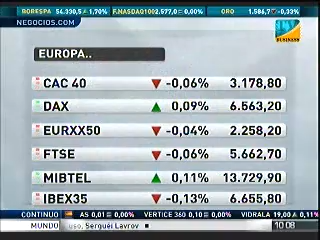 BOVESPA 54.330,5 1,70% F.NASDAQ100 2.577,0 0,00% ORO 1.586,7 -0,33%
NEGOCIOS.COM
BUSINESS
EUROPA..
CAC 40 -0,06% 3.178,80
DAX 0,09% 6.563,20
EURXX50 -0,04% 2.258,20
FTSE -0,06% 5.662,70
MIBTEL 0,11% 13.729,90
IBEX35 -0,13% 6.655,80
CONTINUO AS 0,01 0,00% VERTICE 360 0,10 0,00% VIDRALA 19,00 0,11%
MUNDO Serguéi Lavrov 10:08